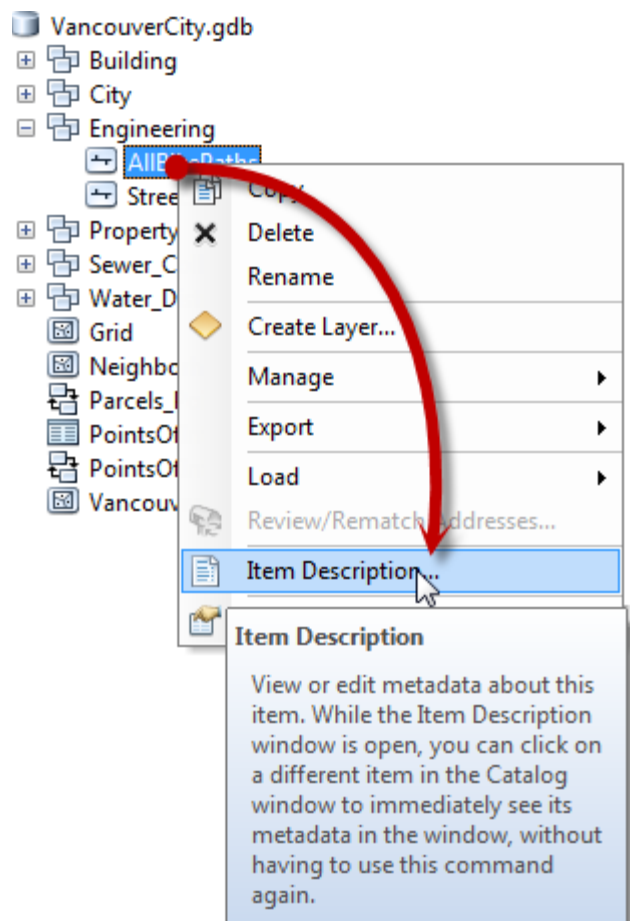 VancouverCity.gdb
Building
City
Engineering
AllBikePaths
Stree
Property
Sewer_C
Water_D
Grid
Neighbo
Parcels_
PointsOf
PointsOf
Vancouv
Copy
Delete
Rename
Create Layer...
Manage
Export
Load
Review/Rematch Addresses...
Item Description...
Item Description
View or edit metadata about this
item. While the Item Description
window is open, you can click on
a different item in the Catalog
window to immediately see its
metadata in the window, without
having to use this command
again.